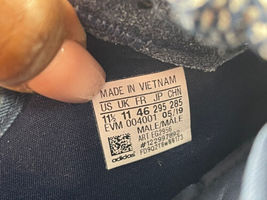 MADE IN VIETNAM
US UK FR JP CHN
11½ 11 46 295 285
EVM 004001 05/19
MALE/MALE
ART EG2956
adidas